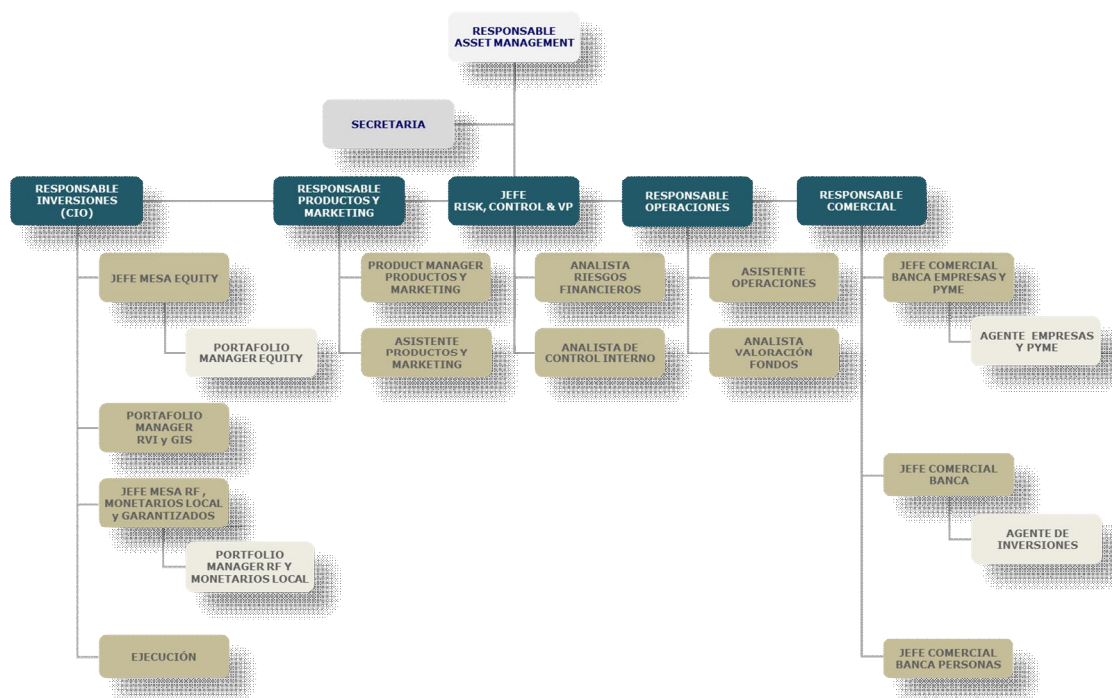 RESPONSABLE
ASSET MANAGEMENT
SECRETARIA
RESPONSABLE
INVERSIONES
(CIO)
RESPONSABLE
PRODUCTOS Y
MARKETING
JEFE
RISK, CONTROL & VP
RESPONSABLE
OPERACIONES
RESPONSABLE
COMERCIAL
JEFE MESA EQUITY
PORTAFOLIO
MANAGER EQUITY
PORTAFOLIO
MANAGER
RVI y GIS
JEFE MESA RF ,
MONETARIOS LOCAL
y GARANTIZADOS
PORTFOLIO
MANAGER RF Y
MONETARIOS LOCAL
EJECUCIÓN
PRODUCT MANAGER
PRODUCTOS Y
MARKETING
ASISTENTE
PRODUCTOS Y
MARKETING
ANALISTA
RIESGOS
FINANCIEROS
ANALISTA DE
CONTROL INTERNO
ASISTENTE
OPERACIONES
ANALISTA
VALORACIÓN
FONDOS
JEFE COMERCIAL
BANCA EMPRESAS Y
PYME
AGENTE EMPRESAS
Y PYME
JEFE COMERCIAL
BANCA
AGENTE DE
INVERSIONES
JEFE COMERCIAL
BANCA PERSONAS